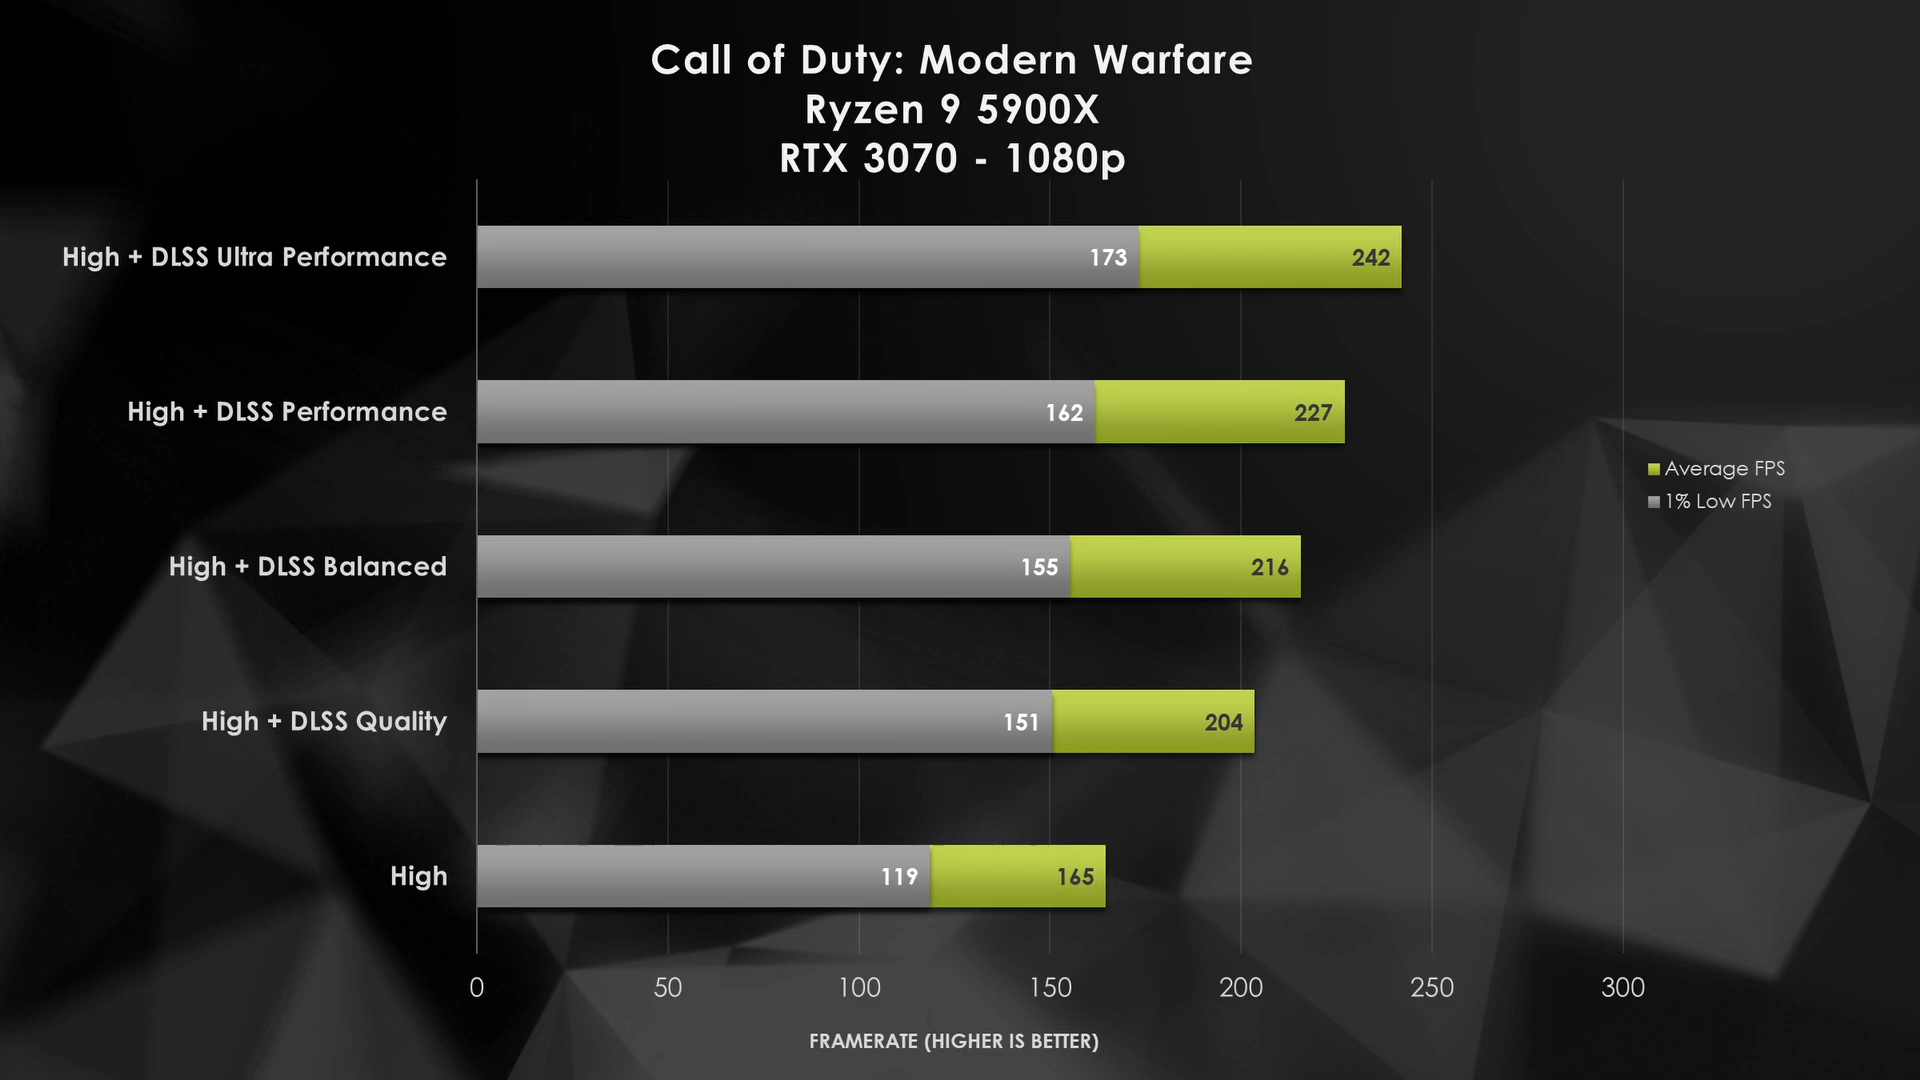 Call of Duty: Modern Warfare
Ryzen 9 5900X
RTX 3070 - 1080p
High + DLSS Ultra Performance 173 242
High + DLSS Performance 162 227
Average FPS
1% Low FPS
High + DLSS Balanced 155 216
High + DLSS Quality 151 204
High 119 165
0 50 100 150 200 250 300
FRAMERATE (HIGHER IS BETTER)